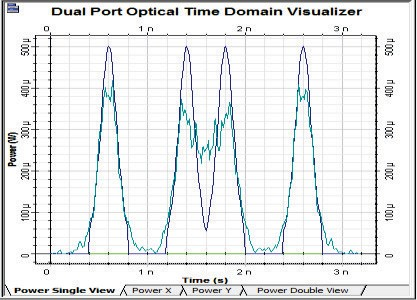 Dual Port Optical Time Domain Visualizer
0 1 n 2 n 3 n
500 µ 500 µ
400 µ 400 µ
300 µ 300 µ
200 µ 200 µ
100 µ 100 µ
0 0
Power (W)
0 1 n 2 n 3 n
Time (s)
Power Single View Power X Power Y Power Double View